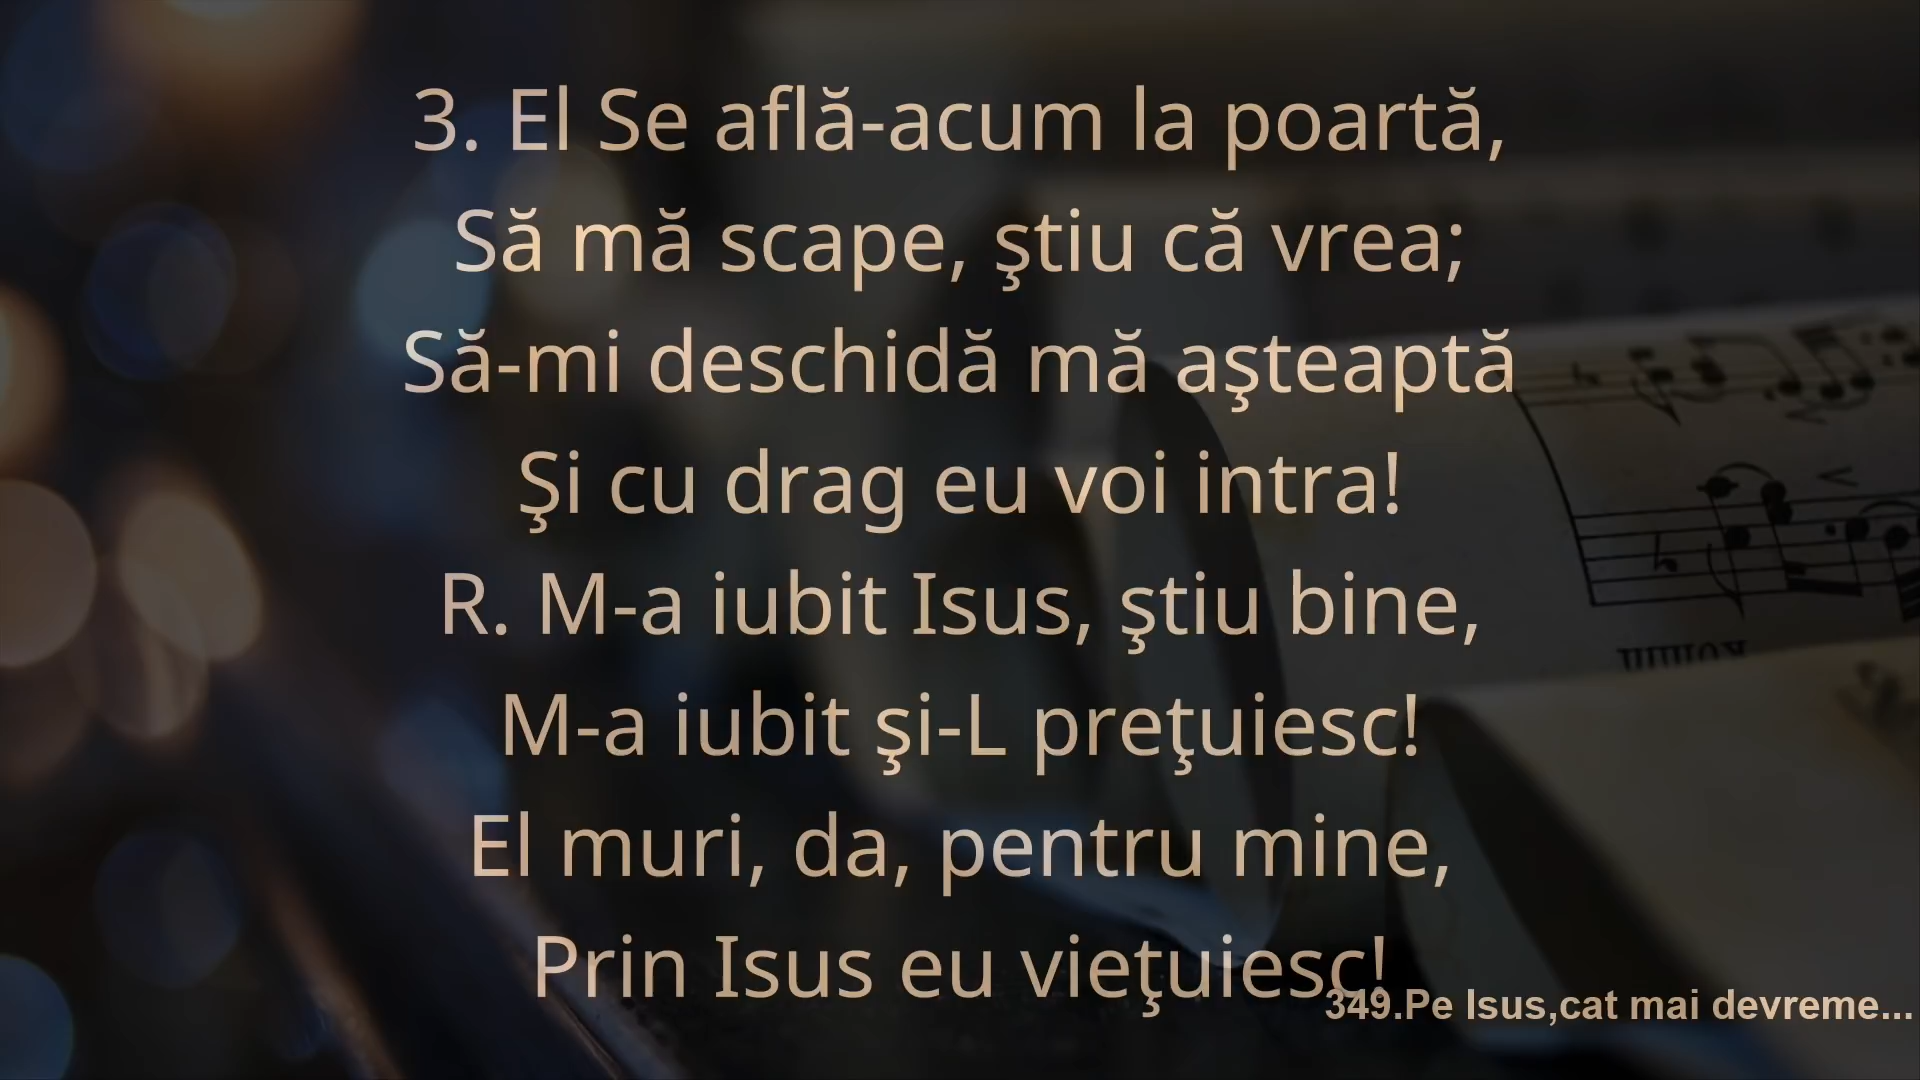 3. El Se află-acum la poartă,
Să mă scape, ştiu că vrea;
Să-mi deschidă mă aşteaptă
Şi cu drag eu voi intra!
R. M-a iubit Isus, ştiu bine,
M-a iubit şi-L preţuiesc!
El muri, da, pentru mine,
Prin Isus eu vieţuiesc!
349.Pe Isus,cat mai devreme...